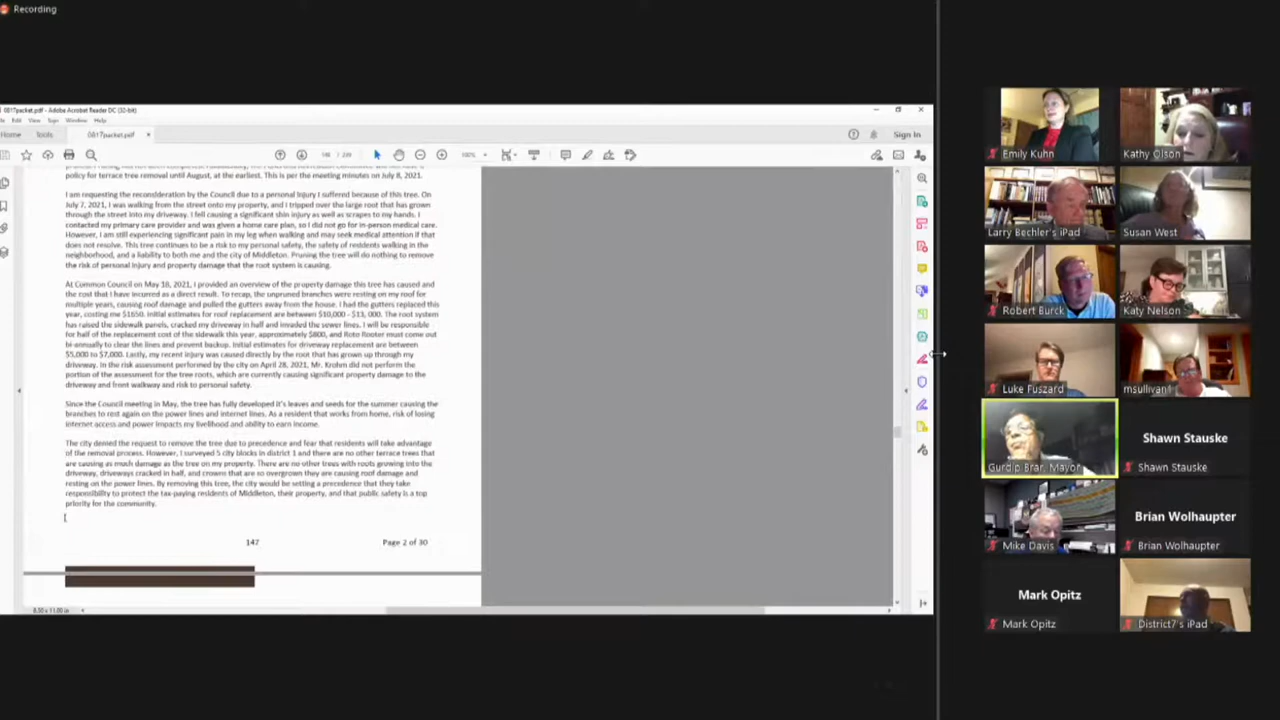 Recording
0817packet.pdf - Adobe Acrobat Reader DC (32-bit)
Edit View Sign Window Help
Home Tools 0817packet.pdf × Sign In
policy for terrace tree removal until August, at the earliest. This is per the meeting minutes on July 8, 2021.
I am requesting the reconsideration by the Council due to a personal injury I suffered because of this tree. On
July 7, 2021, I was walking from the street onto my property, and I tripped over the large root that has grown
through the street into my driveway. I fell causing a significant shin injury as well as scrapes to my hands. I
contacted my primary care provider and was given a home care plan, so I did not go for in-person medical care.
However, I am still experiencing significant pain in my leg when walking and may seek medical attention if that
does not resolve. This tree continues to be a risk to my personal safety, the safety of residents walking in the
neighborhood, and a liability to both me and the city of Middleton. Pruning the tree will do nothing to remove
the risk of personal injury and property damage that the root system is causing.
At Common Council on May 18, 2021, I provided an overview of the property damage this tree has caused and
the cost that I have incurred as a direct result. To recap, the unpruned branches were resting on my roof for
multiple years, causing roof damage and pulled the gutters away from the house. I had the gutters replaced this
year, costing me $1650. Initial estimates for roof replacement are between $10,000 - $13, 000. The root system
has raised the sidewalk panels, cracked my driveway in half and invaded the sewer lines. I will be responsible
for half of the replacement cost of the sidewalk this year, approximately $800, and Roto Rooter must come out
bi-annually to clear the lines and prevent backup. Initial estimates for driveway replacement are between
$5,000 to $7,000. Lastly, my recent injury was caused directly by the root that has grown up through my
driveway. In the risk assessment performed by the city on April 28, 2021, Mr. Krohm did not perform the
portion of the assessment for the tree roots, which are currently causing significant property damage to the
driveway and front walkway and risk to personal safety.
Since the Council meeting in May, the tree has fully developed it's leaves and seeds for the summer causing the
branches to rest again on the power lines and internet lines. As a resident that works from home, risk of losing
internet access and power impacts my livelihood and ability to earn income.
The city denied the request to remove the tree due to precedence and fear that residents will take advantage
of the removal process. However, I surveyed 5 city blocks in district 1 and there are no other terrace trees that
are causing as much damage as the tree on my property. There are no other trees with roots growing into the
driveway, driveways cracked in half, and crowns that are so overgrown they are causing roof damage and
resting on the power lines. By removing this tree, the city would be setting a precedence that they take
responsibility to protect the tax-paying residents of Middleton, their property, and that public safety is a top
priority for the community.
147 Page 2 of 30
8.50 x 11.00 in
Emily Kuhn
Kathy Olson
Larry Bechler's iPad
Susan West
Robert Burck
Katy Nelson
Luke Fuszard
msullivan
Gurdip Brar, Mayor
Shawn Stauske
Shawn Stauske
Mike Davis
Brian Wolhaupter
Brian Wolhaupter
Mark Opitz
Mark Opitz
District7's iPad